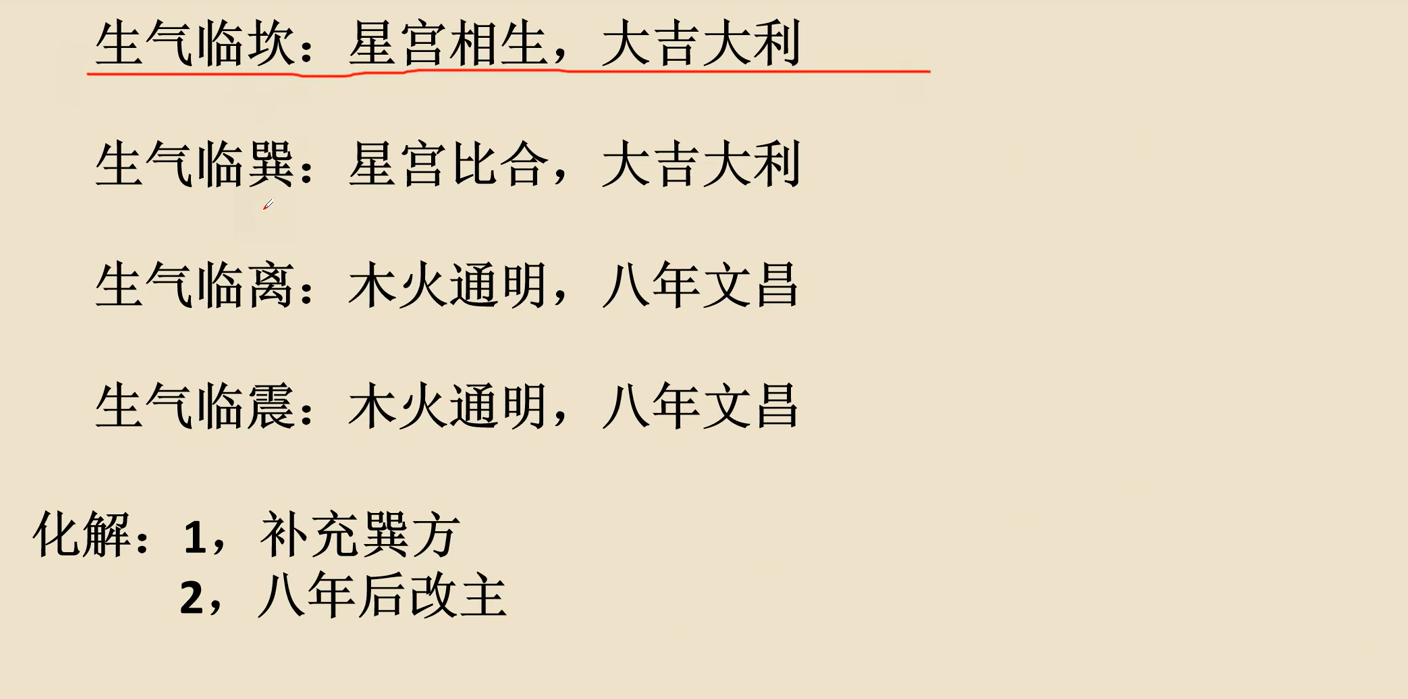 生气临坎：星宫相生，大吉大利
生气临巽：星宫比合，大吉大利
生气临离：木火通明，八年文昌
生气临震：木火通明，八年文昌
化解：1，补充巽方
2，八年后改主